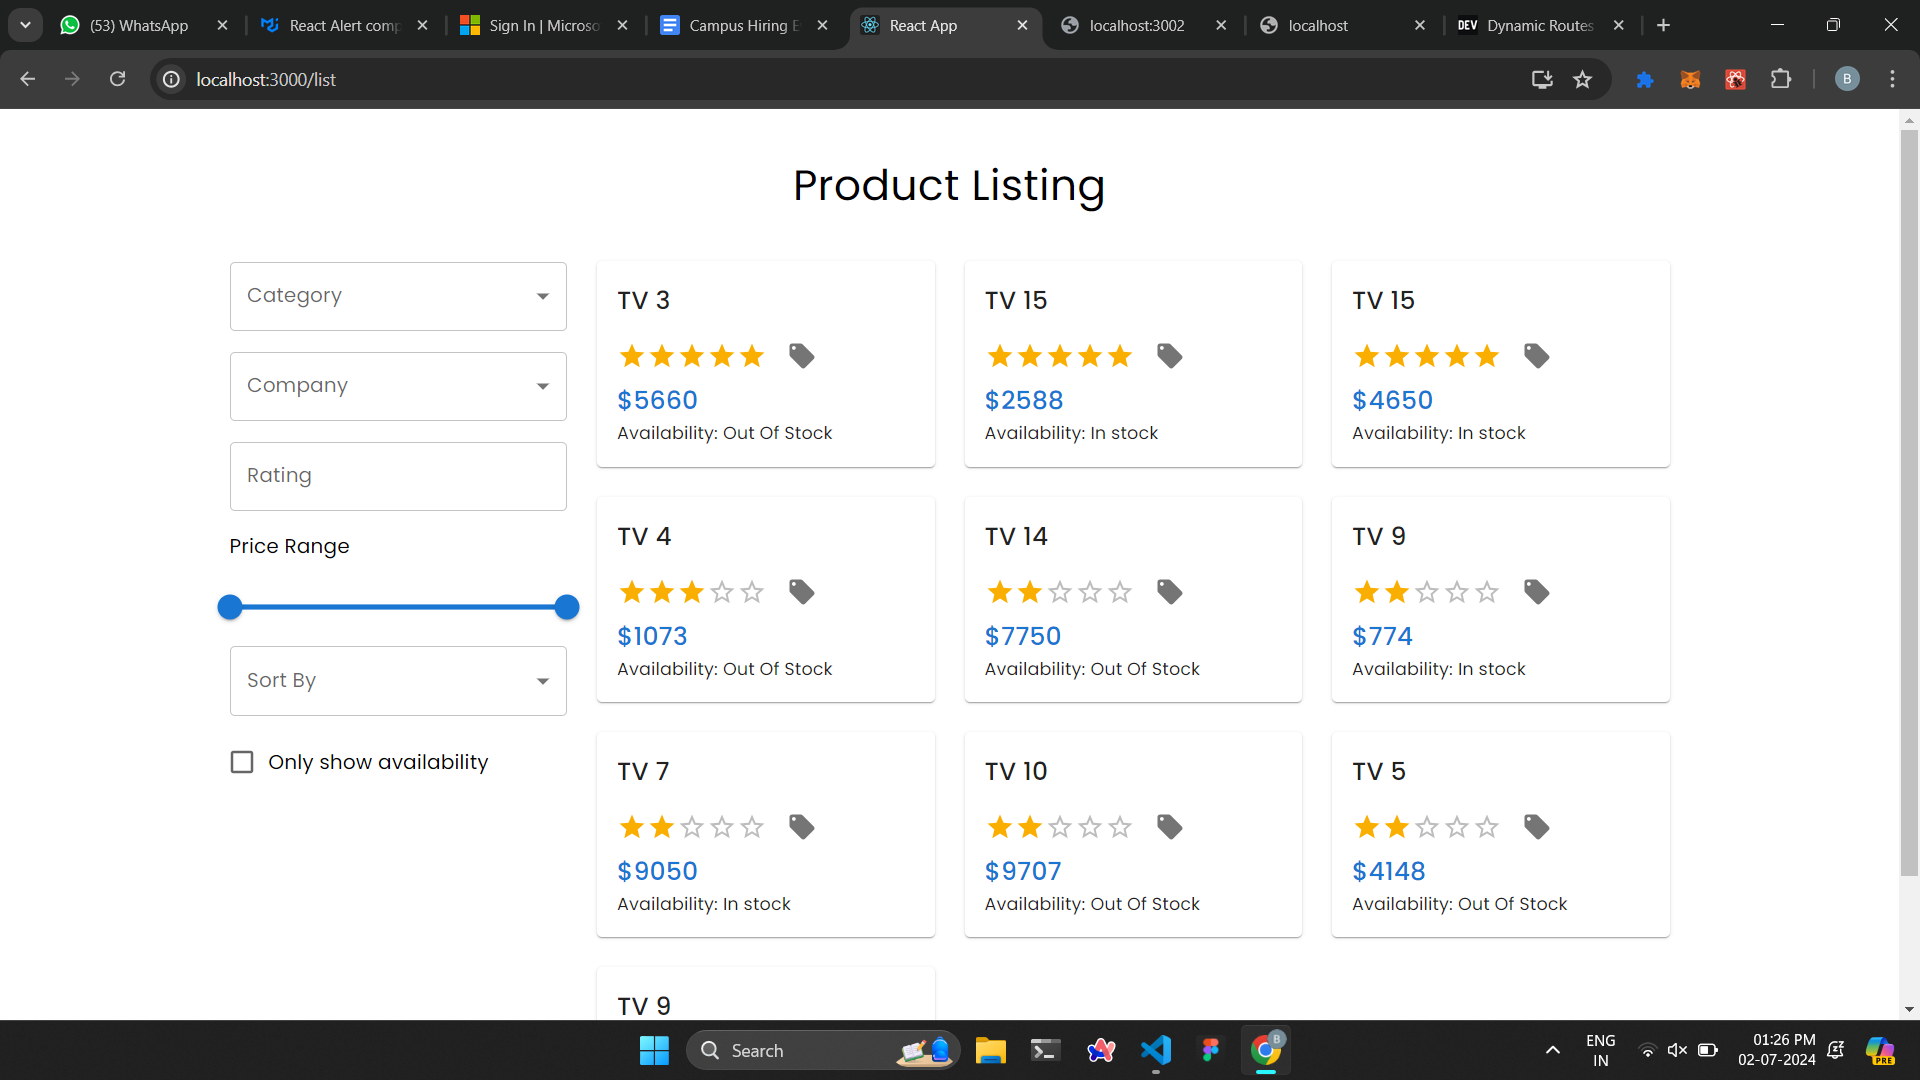 (53) WhatsApp
React Alert comp
Sign In | Microso
Campus Hiring E
React App
localhost:3002
localhost
DEV
Dynamic Routes
localhost:3000/list
B
Product Listing
Category
Company
Rating
Price Range
Sort By
Only show availability
TV 3
$5660
Availability: Out Of Stock
TV 15
$2588
Availability: In stock
TV 15
$4650
Availability: In stock
TV 4
$1073
Availability: Out Of Stock
TV 14
$7750
Availability: Out Of Stock
TV 9
$774
Availability: In stock
TV 7
$9050
Availability: In stock
TV 10
$9707
Availability: Out Of Stock
TV 5
$4148
Availability: Out Of Stock
TV 9
Search
B
ENG
IN
01:26 PM
02-07-2024
PRE